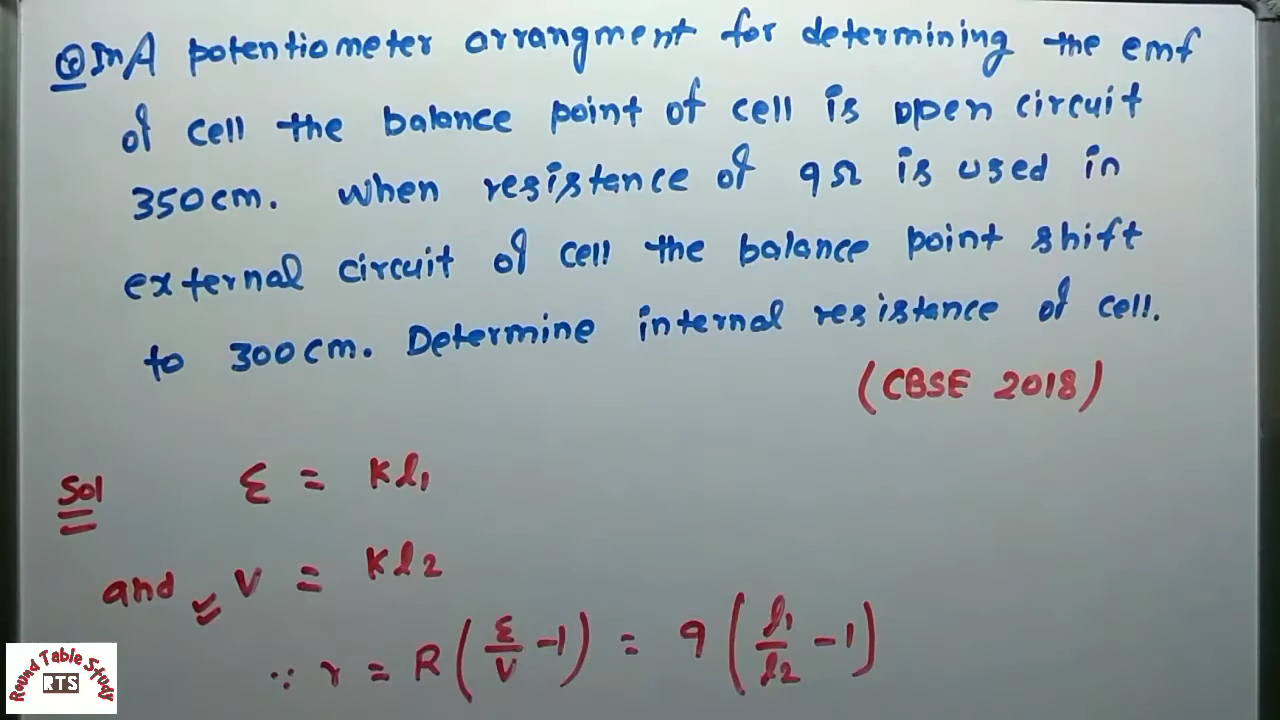 Q In A potentiometer arrangment for determining the emf
of cell the balance point of cell is open circuit
350cm. When resistance of 9Ω is used in
external circuit of cell the balance point shift
to 300cm. Determine internal resistance of cell.
(CBSE 2018)
Sol ε = Kl₁
and v = Kl₂
∵ r = R(ε/v -1) = 9(l₁/l₂ -1)
Round Table Study
RTS